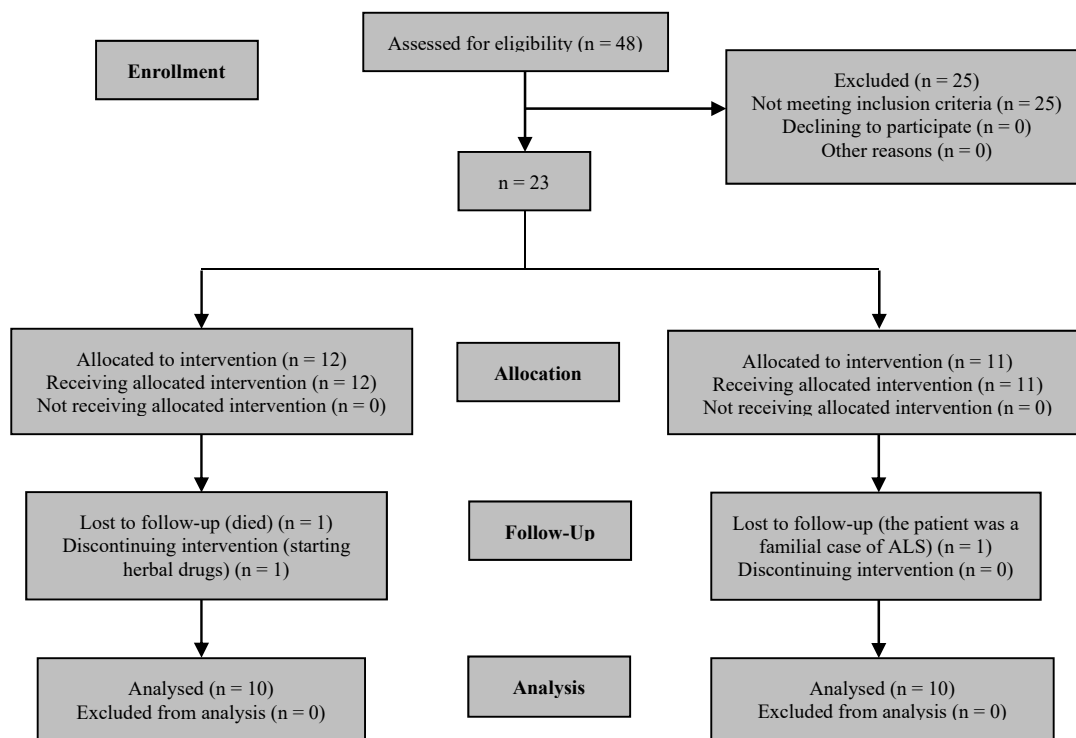 Assessed for eligibility (n = 48)
Enrollment
Excluded (n = 25)
Not meeting inclusion criteria (n = 25)
Declining to participate (n = 0)
Other reasons (n = 0)
n = 23
Allocated to intervention (n = 12)
Receiving allocated intervention (n = 12)
Not receiving allocated intervention (n = 0)
Allocation
Allocated to intervention (n = 11)
Receiving allocated intervention (n = 11)
Not receiving allocated intervention (n = 0)
Lost to follow-up (died) (n = 1)
Discontinuing intervention (starting
herbal drugs) (n = 1)
Follow-Up
Lost to follow-up (the patient was a
familial case of ALS) (n = 1)
Discontinuing intervention (n = 0)
Analysed (n = 10)
Excluded from analysis (n = 0)
Analysis
Analysed (n = 10)
Excluded from analysis (n = 0)